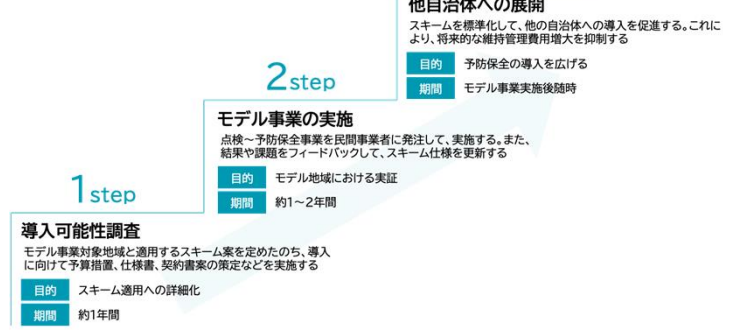 他自治体への展開
スキームを標準化して、他の自治体への導入を促進する。これに
より、将来的な維持管理費用増大を抑制する
目的 予防保全の導入を広げる
期間 モデル事業実施後随時
2step
モデル事業の実施
点検～予防保全事業を民間事業者に発注して、実施する。また、
結果や課題をフィードバックして、スキーム仕様を更新する
目的 モデル地域における実証
期間 約1～2年間
1step
導入可能性調査
モデル事業対象地域と適用するスキーム案を定めたのち、導入
に向けて予算措置、仕様書、契約書案の策定などを実施する
目的 スキーム適用への詳細化
期間 約1年間